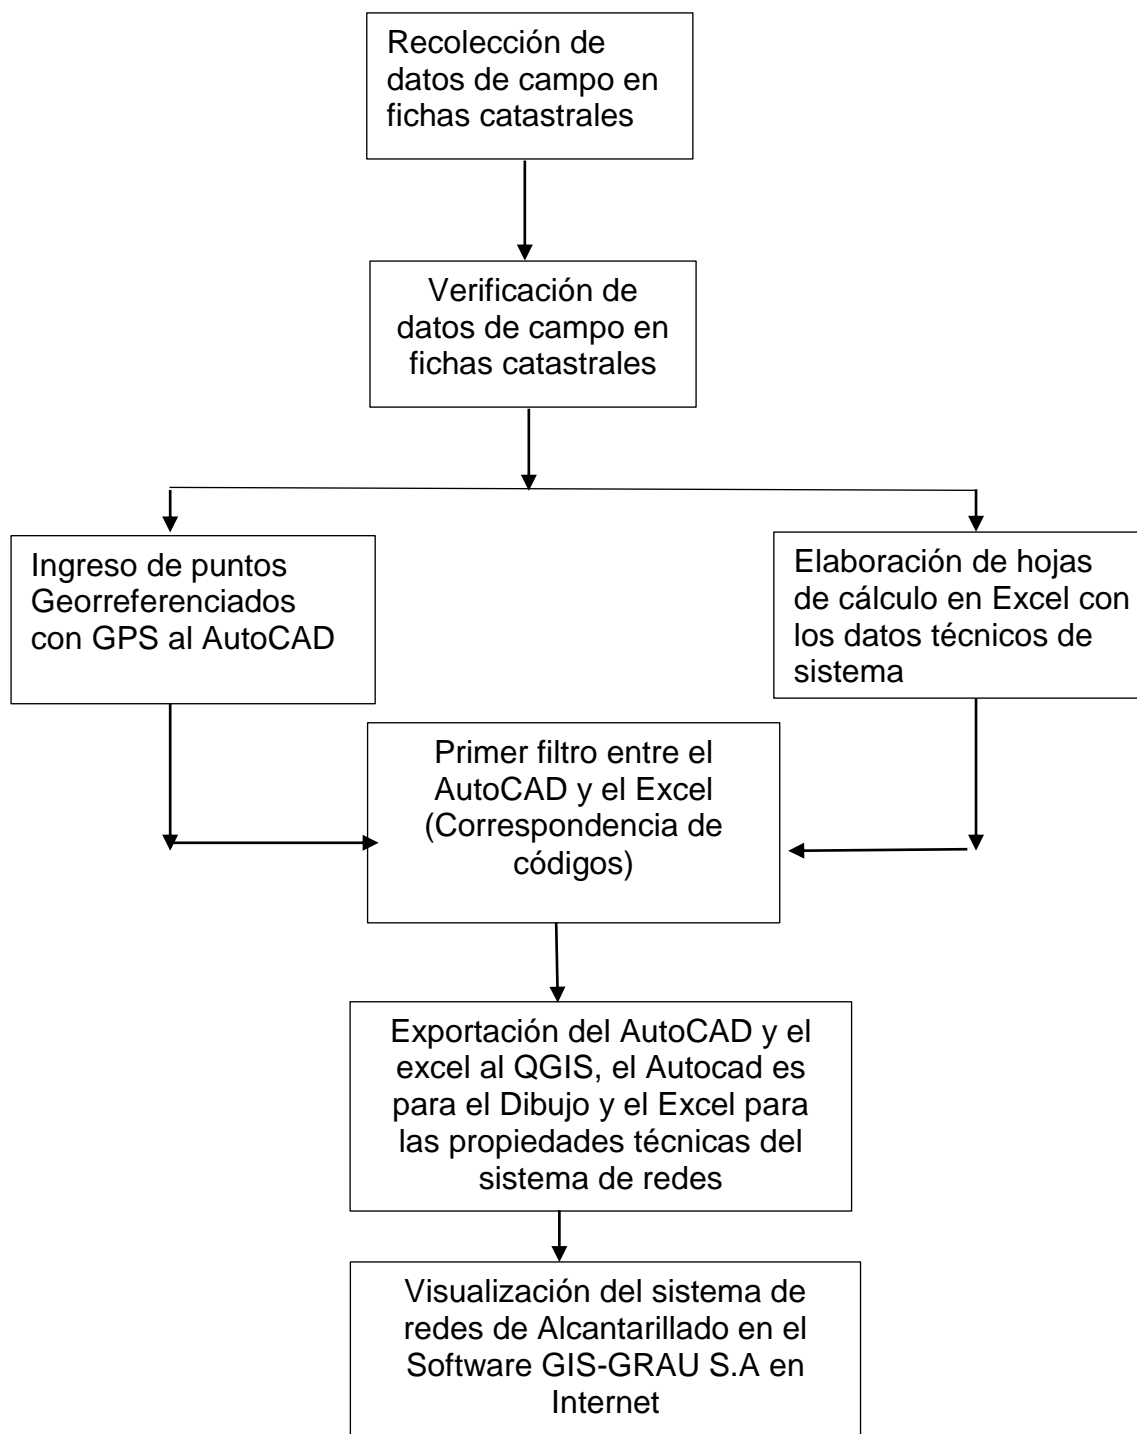 Recolección de
datos de campo en
fichas catastrales
Verificación de
datos de campo en
fichas catastrales
Ingreso de puntos
Georreferenciados
con GPS al AutoCAD
Elaboración de hojas
de cálculo en Excel con
los datos técnicos de
sistema
Primer filtro entre el
AutoCAD y el Excel
(Correspondencia de
códigos)
Exportación del AutoCAD y el
excel al QGIS, el Autocad es
para el Dibujo y el Excel para
las propiedades técnicas del
sistema de redes
Visualización del sistema de
redes de Alcantarillado en el
Software GIS-GRAU S.A en
Internet